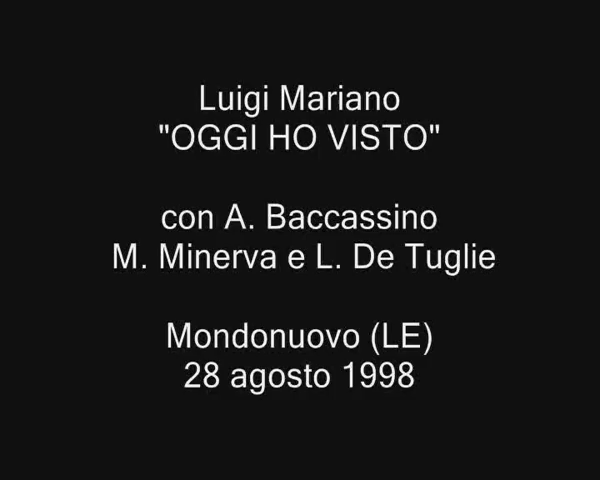 Luigi Mariano
"OGGI HO VISTO"
con A. Baccassino
M. Minerva e L. De Tuglie
Mondonuovo (LE)
28 agosto 1998